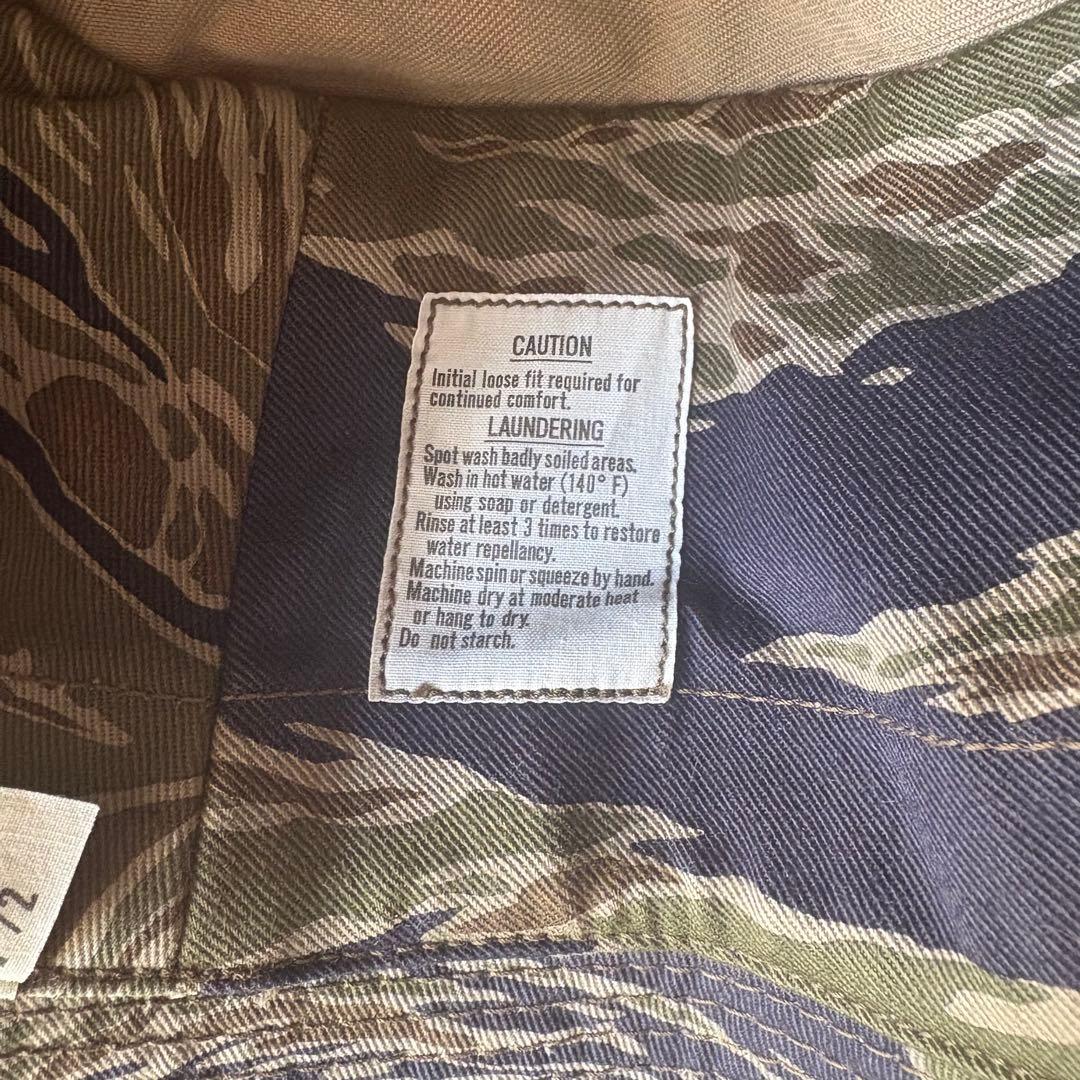 CAUTION
Initial loose fit required for
continued comfort.
LAUNDERING
Spot wash badly soiled areas.
Wash in hot water (140° F)
using soap or detergent.
Rinse at least 3 times to restore
water repellancy.
Machine spin or squeeze by hand.
Machine dry at moderate heat
or hang to dry.
Do not starch.
1/2